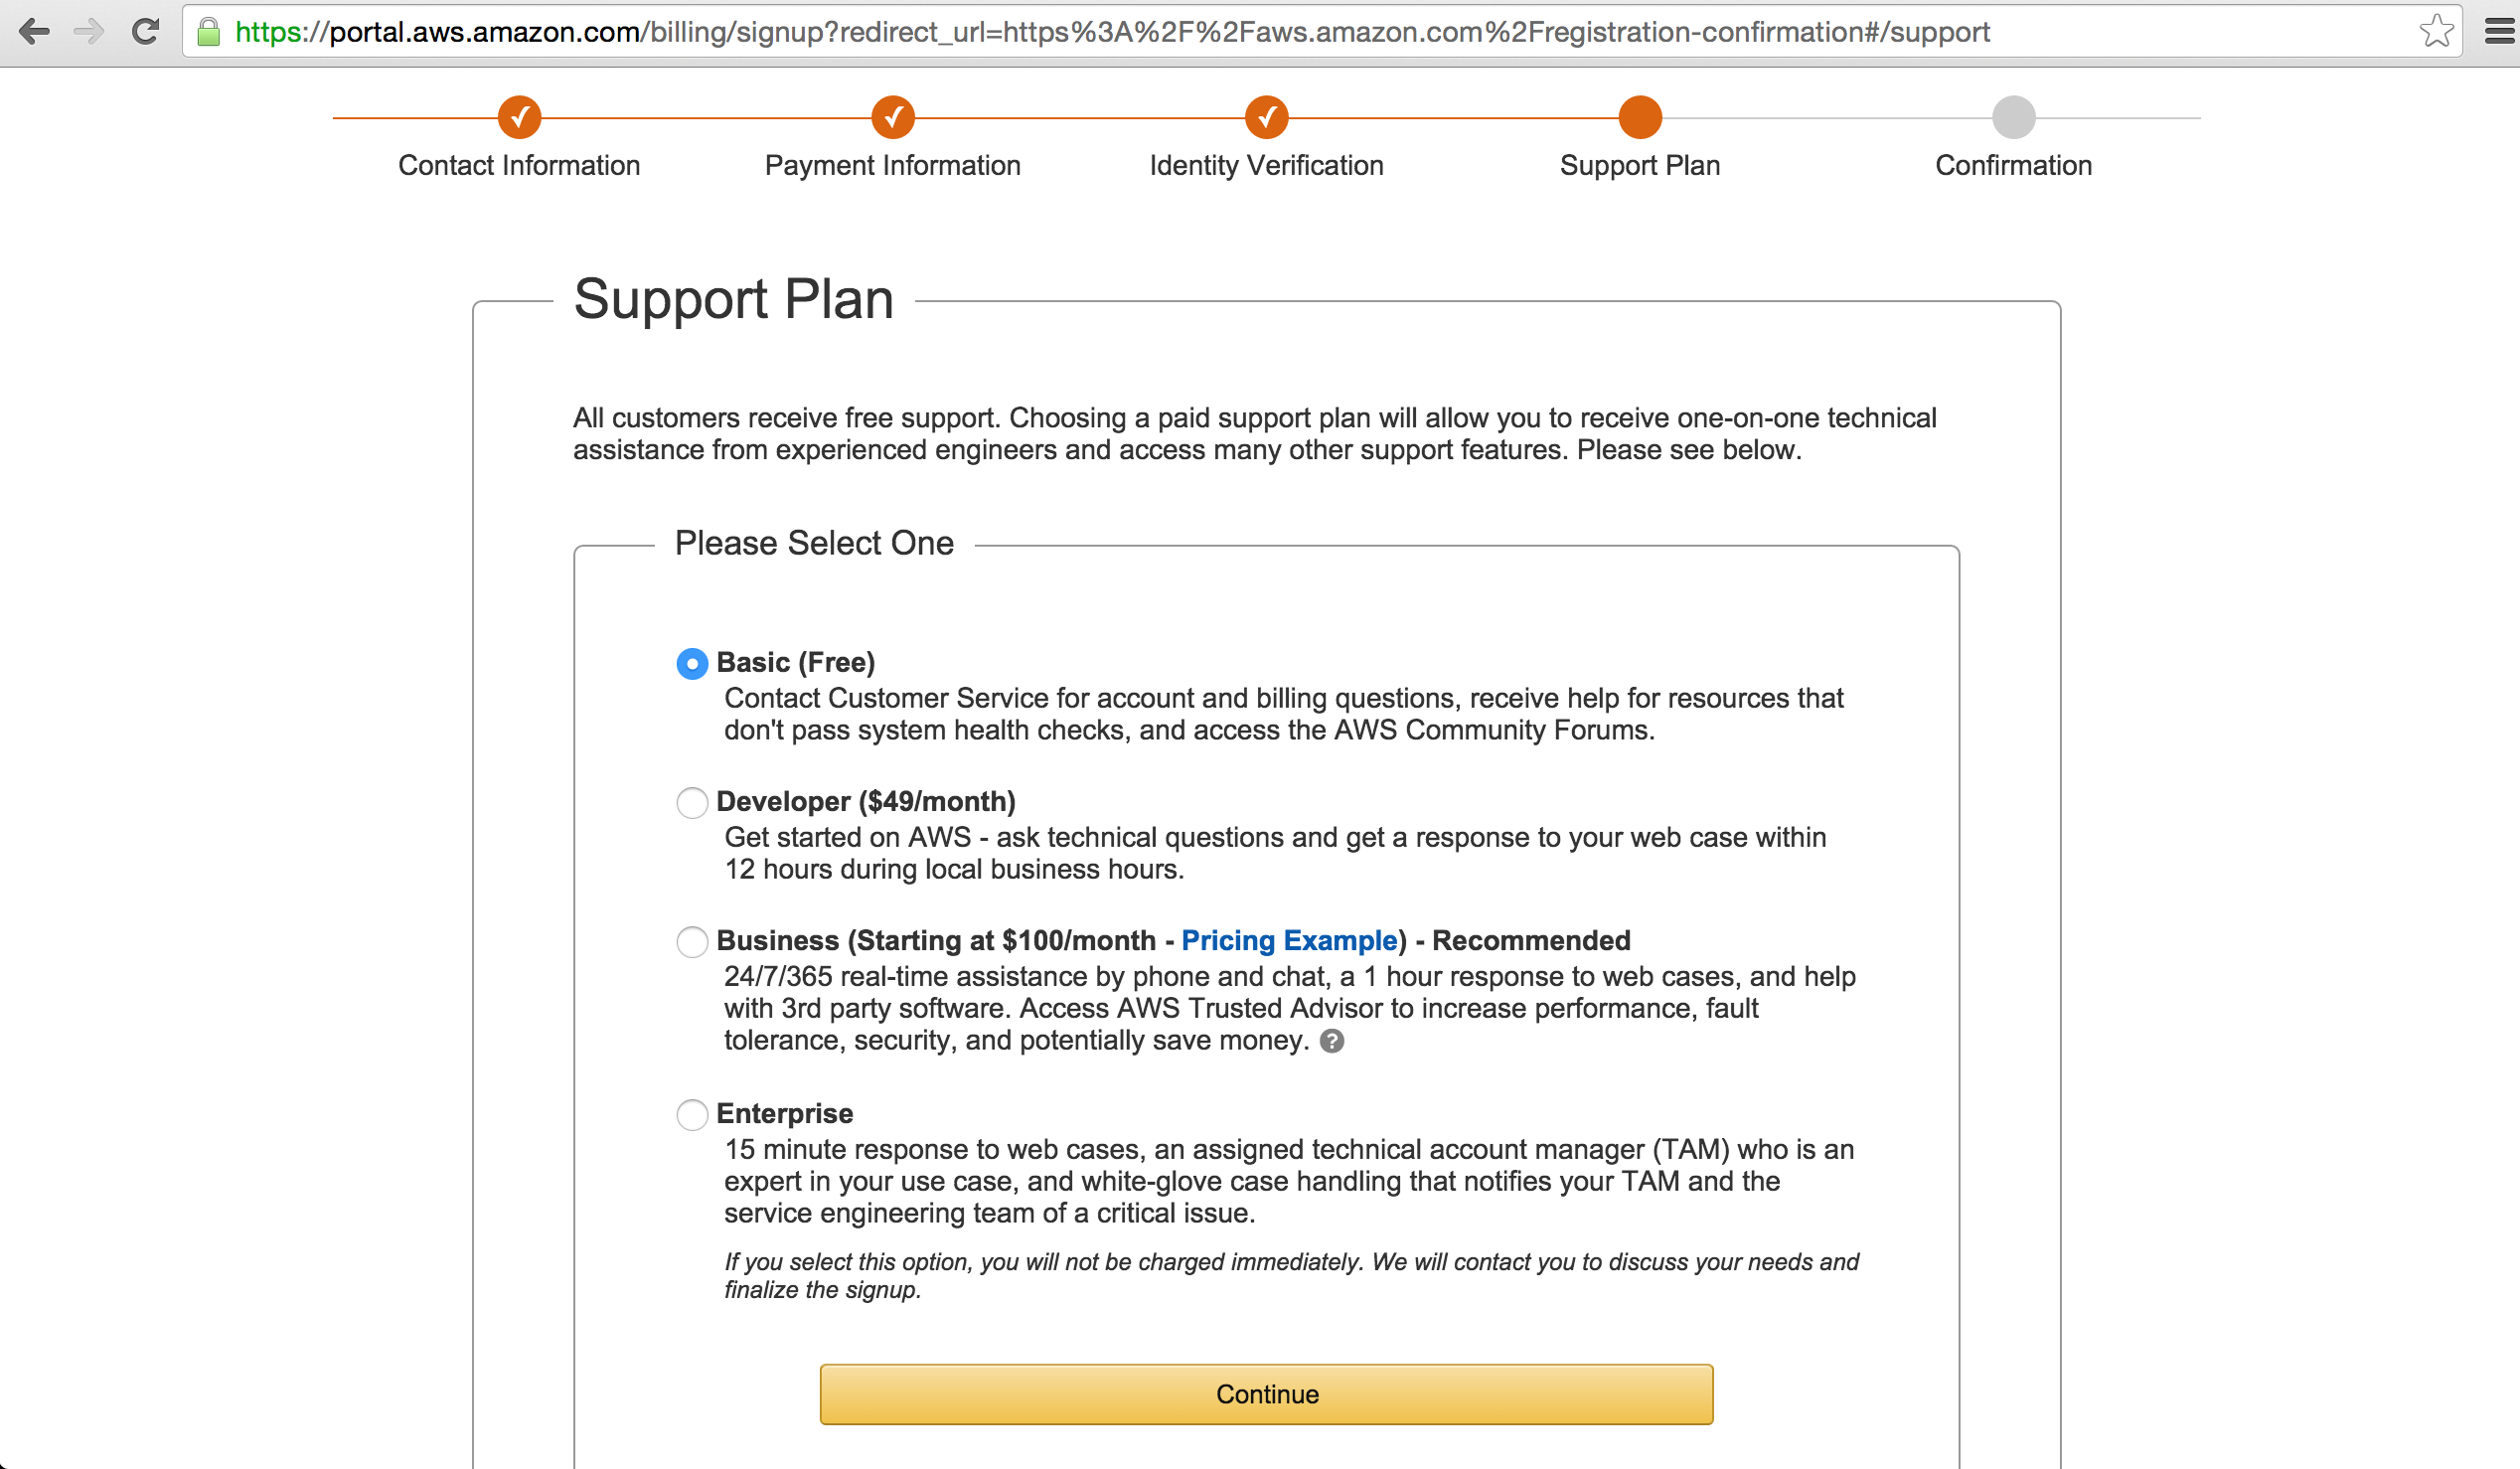 https://portal.aws.amazon.com/billing/signup?redirect_url=https%3A%2F%2Faws.amazon.com%2Fregistration-confirmation#/support
Contact Information
Payment Information
Identity Verification
Support Plan
Confirmation
Support Plan
All customers receive free support. Choosing a paid support plan will allow you to receive one-on-one technical
assistance from experienced engineers and access many other support features. Please see below.
Please Select One
Basic (Free)
Contact Customer Service for account and billing questions, receive help for resources that
don't pass system health checks, and access the AWS Community Forums.
Developer ($49/month)
Get started on AWS - ask technical questions and get a response to your web case within
12 hours during local business hours.
Business (Starting at $100/month - Pricing Example) - Recommended
24/7/365 real-time assistance by phone and chat, a 1 hour response to web cases, and help
with 3rd party software. Access AWS Trusted Advisor to increase performance, fault
tolerance, security, and potentially save money. ?
Enterprise
15 minute response to web cases, an assigned technical account manager (TAM) who is an
expert in your use case, and white-glove case handling that notifies your TAM and the
service engineering team of a critical issue.
If you select this option, you will not be charged immediately. We will contact you to discuss your needs and
finalize the signup.
Continue